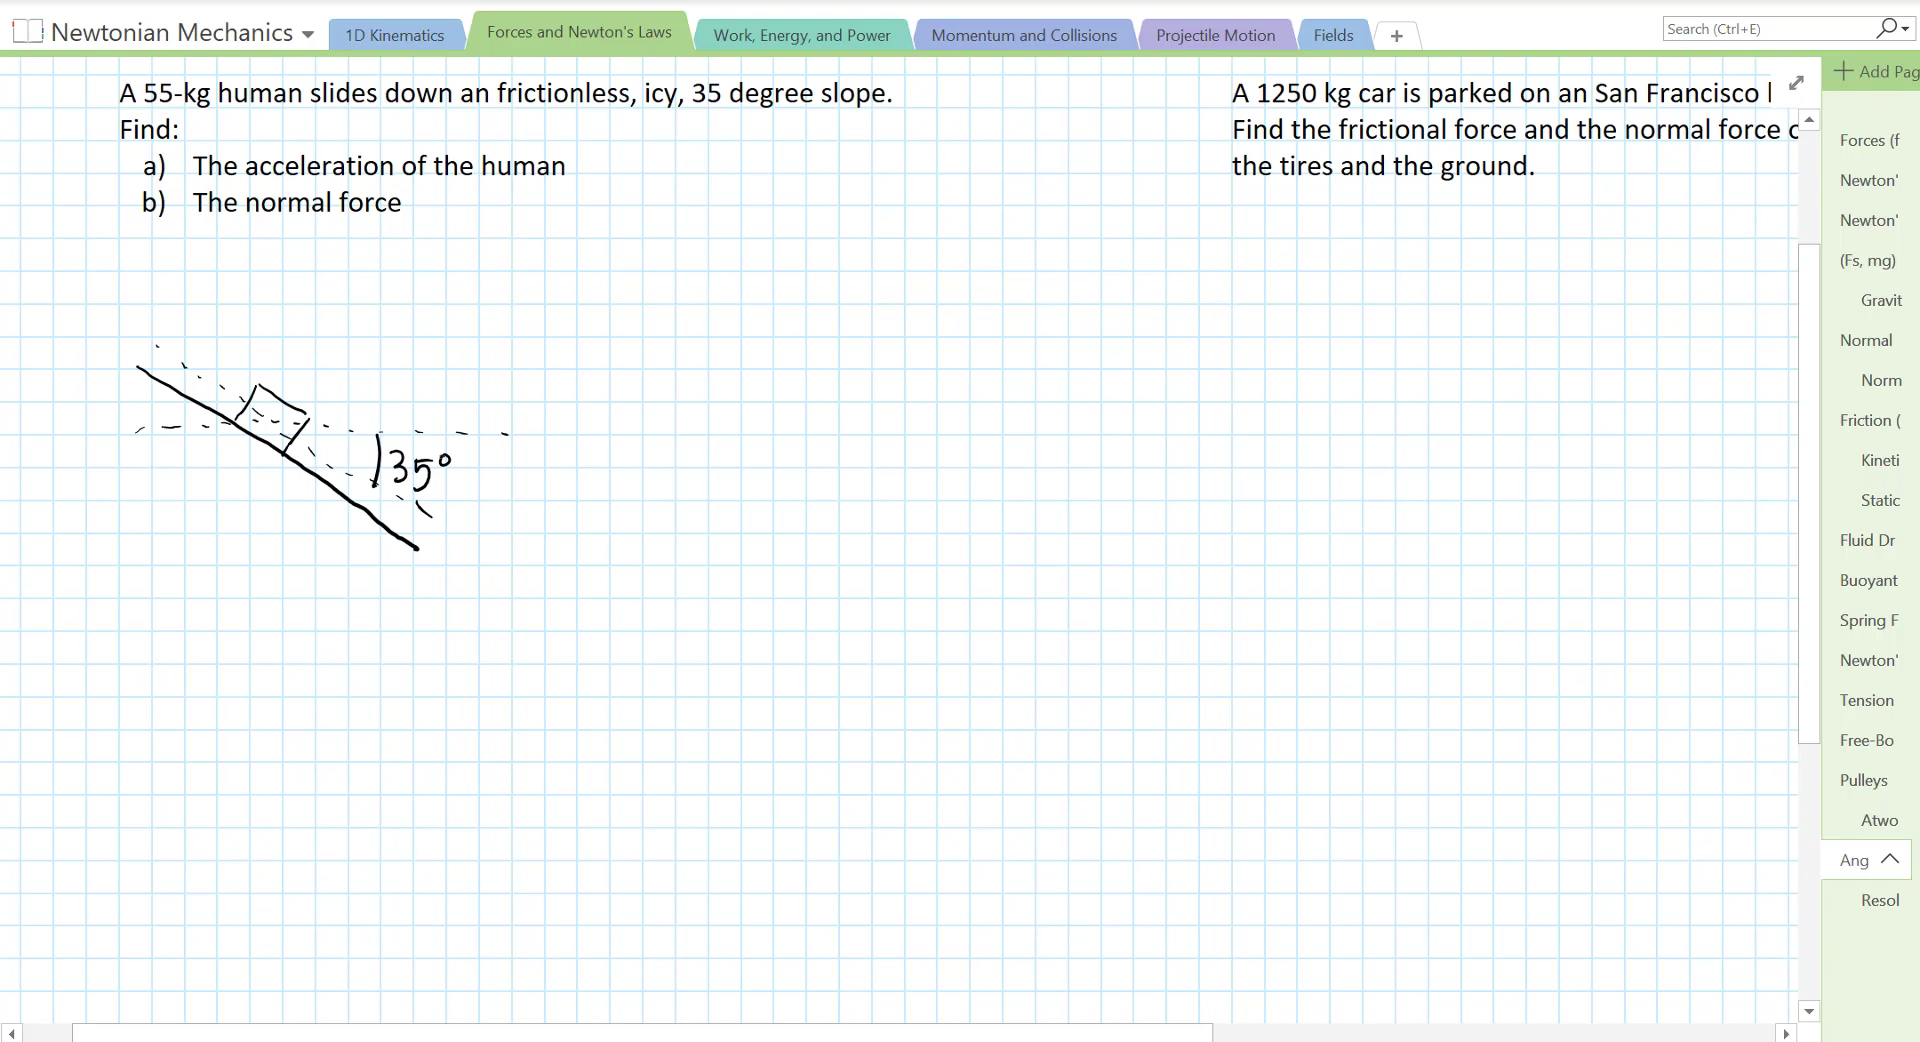 Newtonian Mechanics
1D Kinematics
Forces and Newton's Laws
Work, Energy, and Power
Momentum and Collisions
Projectile Motion
Fields
+
Search (Ctrl+E)
A 55-kg human slides down an frictionless, icy, 35 degree slope.
Find:
a) The acceleration of the human
b) The normal force
35°
A 1250 kg car is parked on an San Francisco
Find the frictional force and the normal force
the tires and the ground.
Add Pag
Forces (f
Newton'
Newton'
(Fs, mg)
Gravit
Normal
Norm
Friction (
Kineti
Static
Fluid Dr
Buoyant
Spring F
Newton'
Tension
Free-Bo
Pulleys
Atwo
Ang
Resol